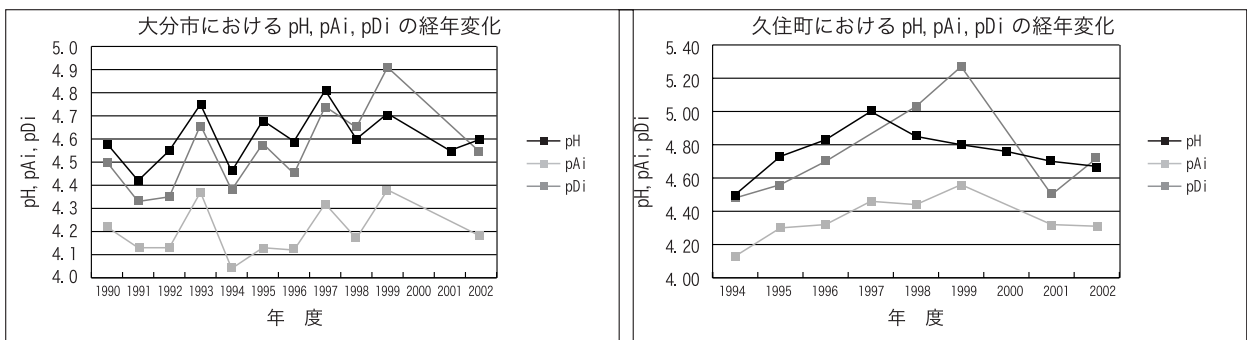 大分市における pH, pAi, pDi の経年変化
pH, pAi, pDi
5.0
4.9
4.8
4.7
4.6
4.5
4.4
4.3
4.2
4.1
4.0
1990 1991 1992 1993 1994 1995 1996 1997 1998 1999 2000 2001 2002
年 度
pH
pAi
pDi
久住町における pH, pAi, pDi の経年変化
pH, pAi, pDi
5.40
5.20
5.00
4.80
4.60
4.40
4.20
4.00
1994 1995 1996 1997 1998 1999 2000 2001 2002
年 度
pH
pAi
pDi